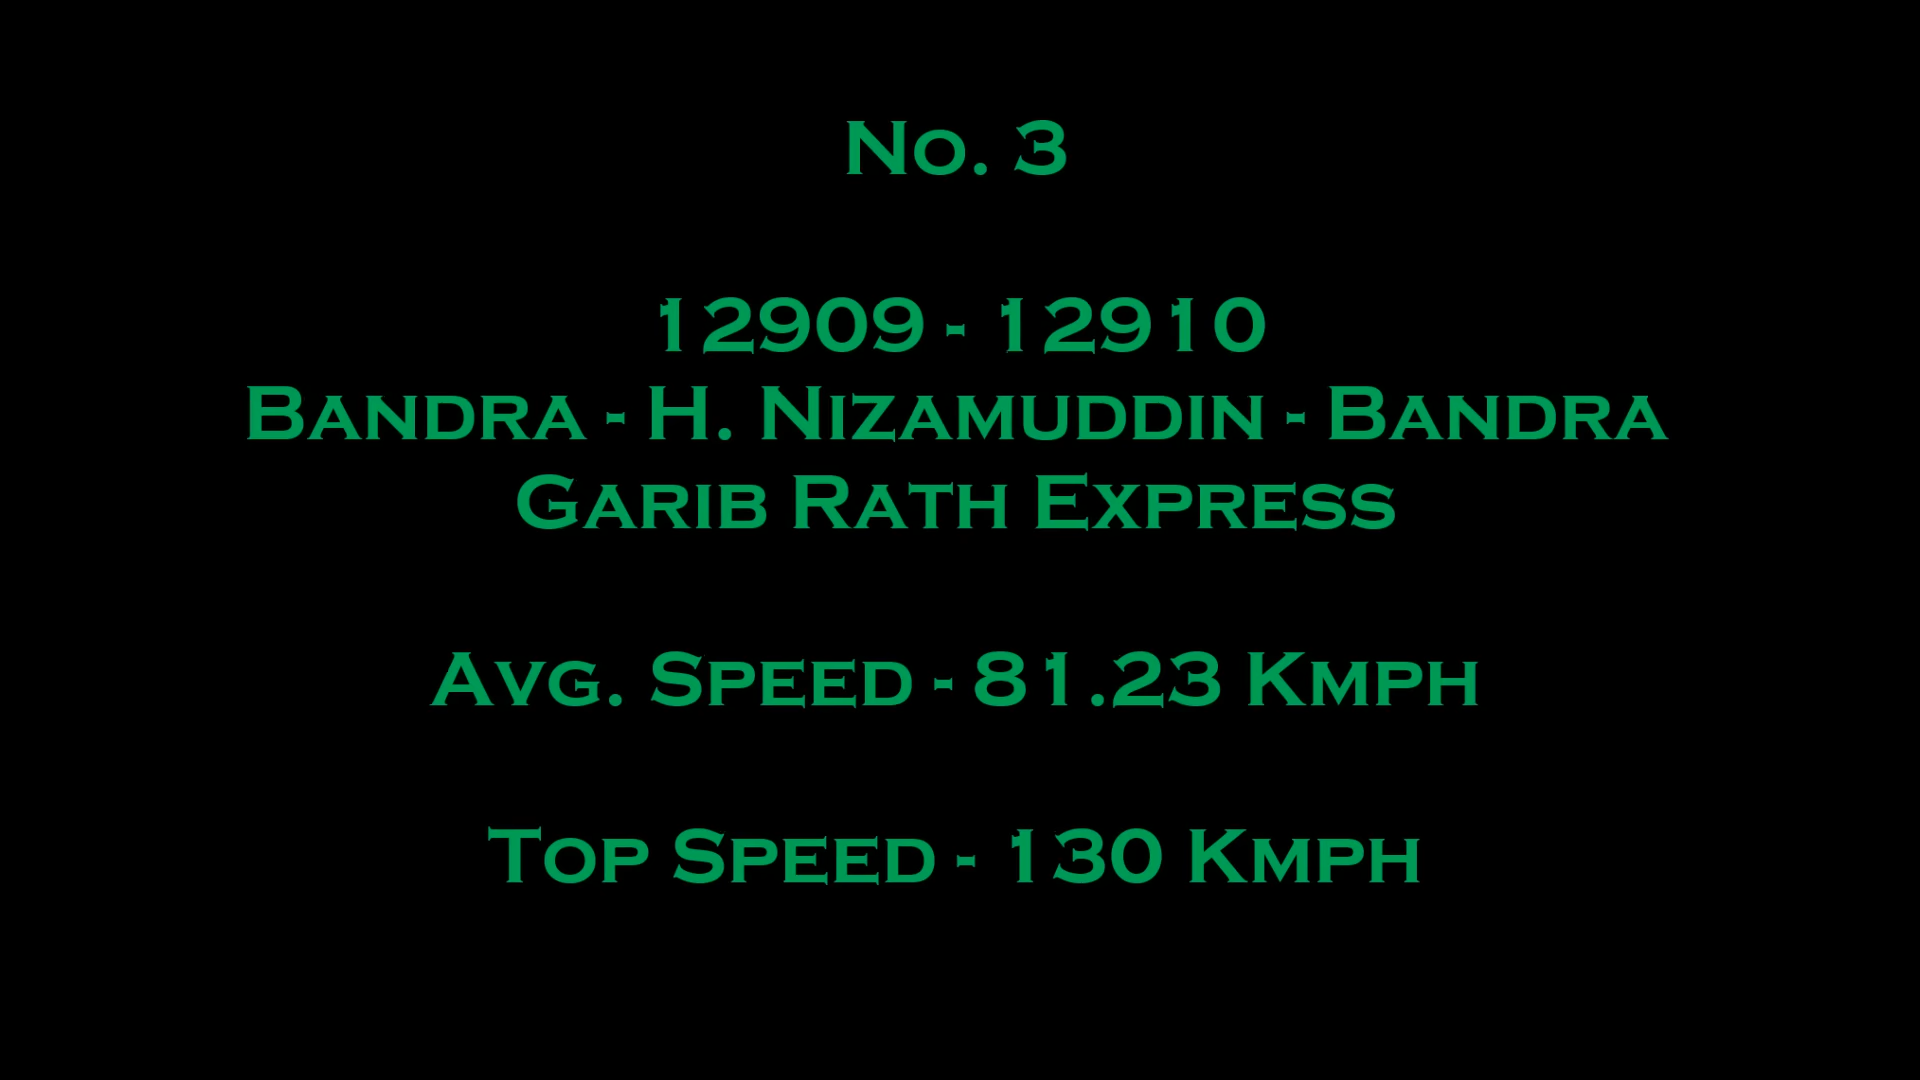 No. 3
12909 - 12910
Bandra - H. Nizamuddin - Bandra
Garib Rath Express
Avg. Speed - 81.23 Kmph
Top Speed - 130 Kmph